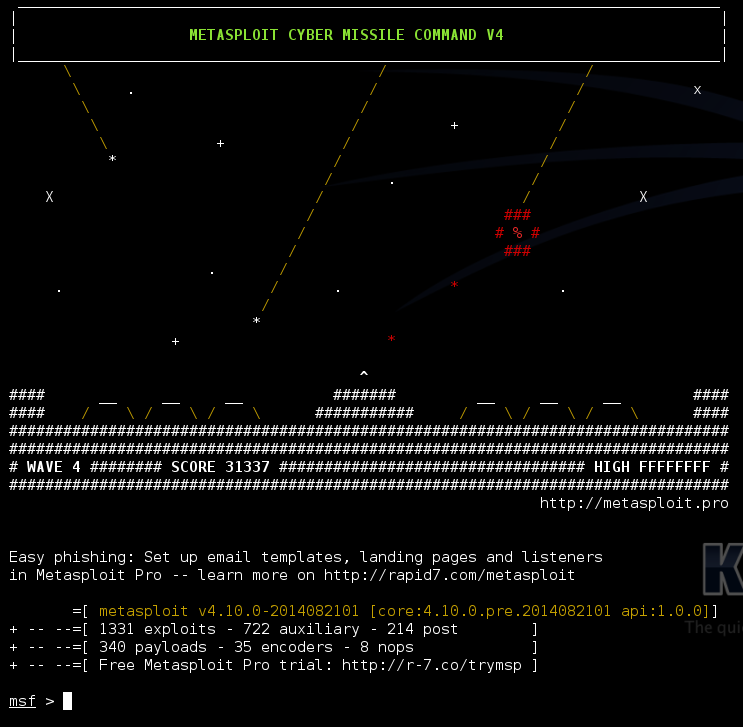 METASPLOIT CYBER MISSILE COMMAND V4
# WAVE 4 ######## SCORE 31337 ################################## HIGH FFFFFFFF #
http://metasploit.pro
Easy phishing: Set up email templates, landing pages and listeners
in Metasploit Pro -- learn more on http://rapid7.com/metasploit
=[ metasploit v4.10.0-2014082101 [core:4.10.0.pre.2014082101 api:1.0.0]]
+ -- --=[ 1331 exploits - 722 auxiliary - 214 post ]
+ -- --=[ 340 payloads - 35 encoders - 8 nops ]
+ -- --=[ Free Metasploit Pro trial: http://r-7.co/trymsp ]
msf >
The qui